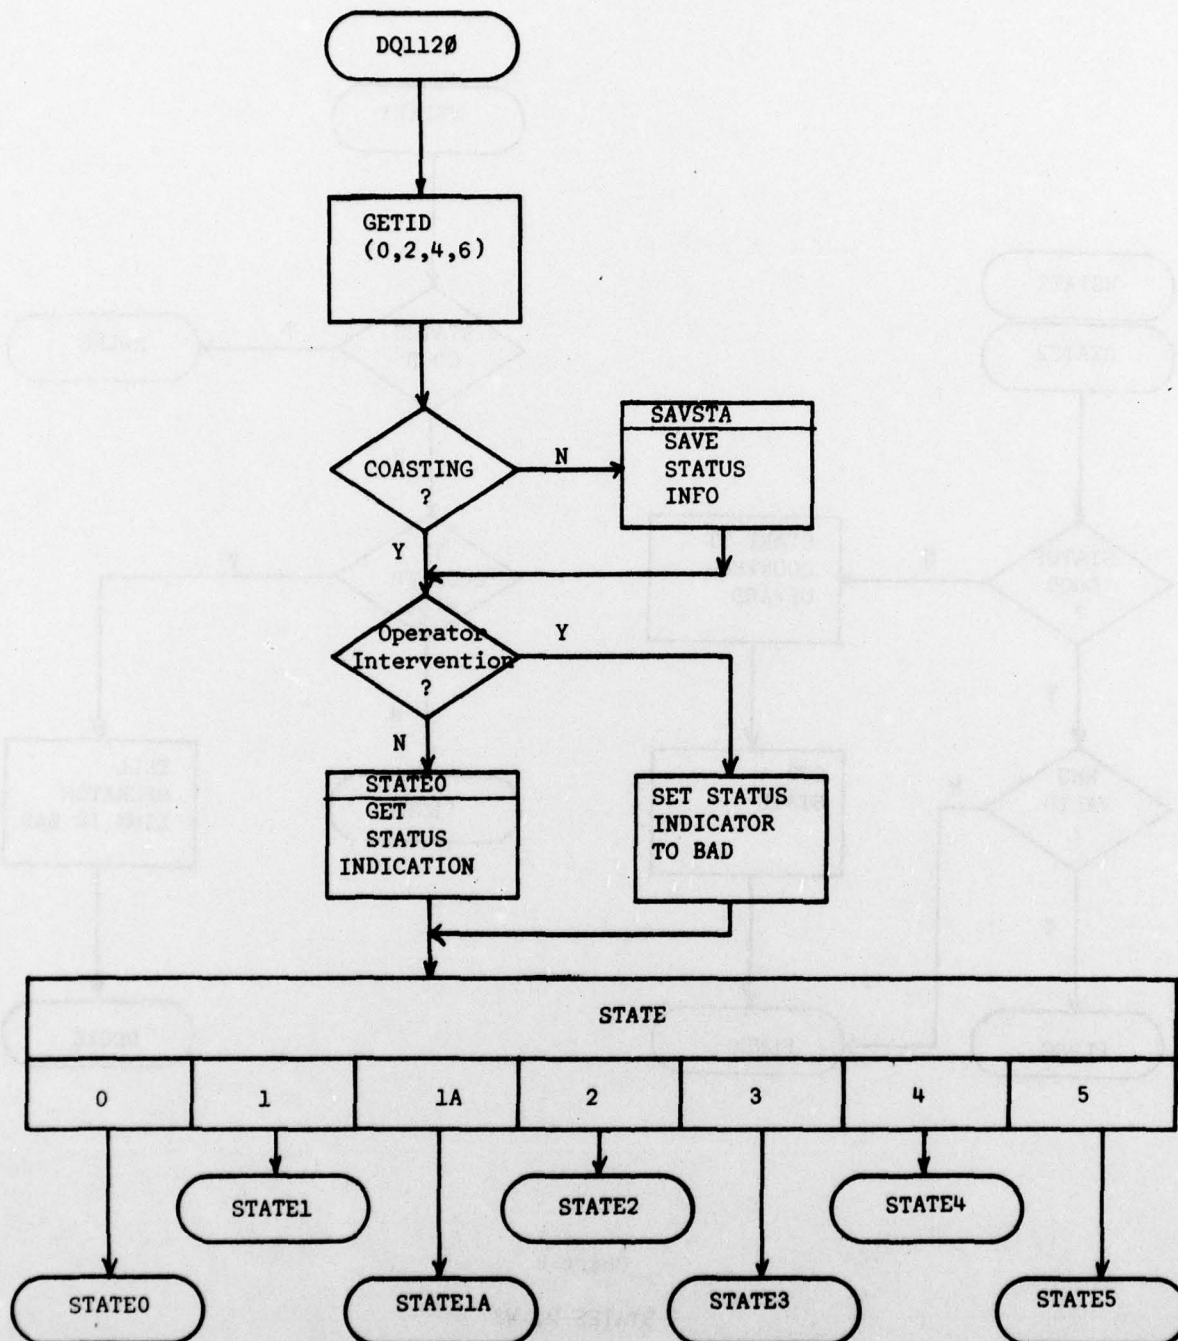 DQ112Ø
GETID
(0,2,4,6)
COASTING
?
N
SAVSTA
SAVE
STATUS
INFO
Y
Operator
Intervention
?
Y
N
STATE0
GET
STATUS
INDICATION
SET STATUS
INDICATOR
TO BAD
STATE
0 1 1A 2 3 4 5
STATE1 STATE2 STATE4
STATE0 STATE1A STATE3 STATE5